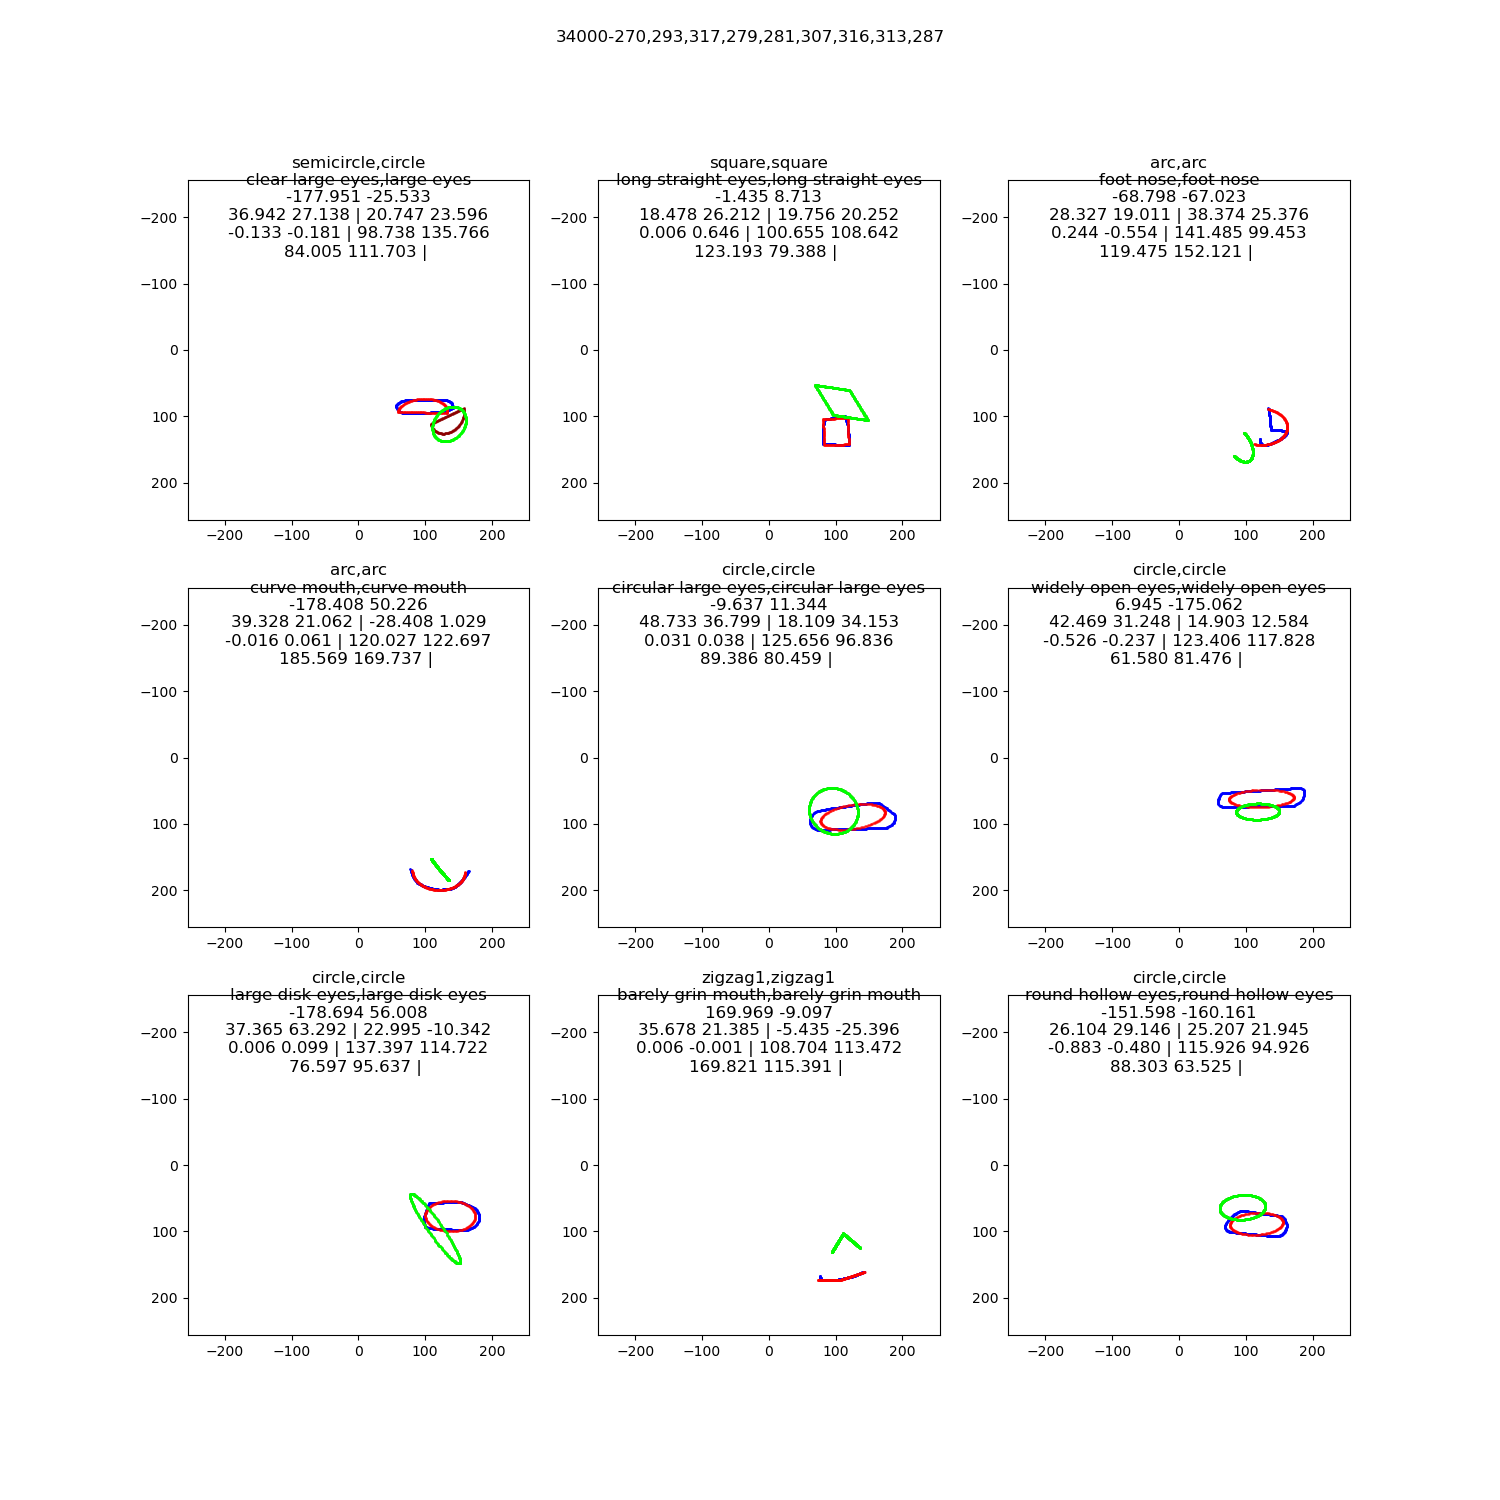 34000-270,293,317,279,281,307,316,313,287
semicircle,circle
clear large eyes,large eyes
-177.951 -25.533
36.942 27.138 | 20.747 23.596
-0.133 -0.181 | 98.738 135.766
84.005 111.703 |
−200
−100
0
100
200
−200 −100 0 100 200
square,square
long straight eyes,long straight eyes
-1.435 8.713
18.478 26.212 | 19.756 20.252
0.006 0.646 | 100.655 108.642
123.193 79.388 |
−200
−100
0
100
200
−200 −100 0 100 200
arc,arc
foot nose,foot nose
-68.798 -67.023
28.327 19.011 | 38.374 25.376
0.244 -0.554 | 141.485 99.453
119.475 152.121 |
−200
−100
0
100
200
−200 −100 0 100 200
arc,arc
curve mouth,curve mouth
-178.408 50.226
39.328 21.062 | -28.408 1.029
-0.016 0.061 | 120.027 122.697
185.569 169.737 |
−200
−100
0
100
200
−200 −100 0 100 200
circle,circle
circular large eyes,circular large eyes
-9.637 11.344
48.733 36.799 | 18.109 34.153
0.031 0.038 | 125.656 96.836
89.386 80.459 |
−200
−100
0
100
200
−200 −100 0 100 200
circle,circle
widely open eyes,widely open eyes
6.945 -175.062
42.469 31.248 | 14.903 12.584
-0.526 -0.237 | 123.406 117.828
61.580 81.476 |
−200
−100
0
100
200
−200 −100 0 100 200
circle,circle
large disk eyes,large disk eyes
-178.694 56.008
37.365 63.292 | 22.995 -10.342
0.006 0.099 | 137.397 114.722
76.597 95.637 |
−200
−100
0
100
200
−200 −100 0 100 200
zigzag1,zigzag1
barely grin mouth,barely grin mouth
169.969 -9.097
35.678 21.385 | -5.435 -25.396
0.006 -0.001 | 108.704 113.472
169.821 115.391 |
−200
−100
0
100
200
−200 −100 0 100 200
circle,circle
round hollow eyes,round hollow eyes
-151.598 -160.161
26.104 29.146 | 25.207 21.945
-0.883 -0.480 | 115.926 94.926
88.303 63.525 |
−200
−100
0
100
200
−200 −100 0 100 200